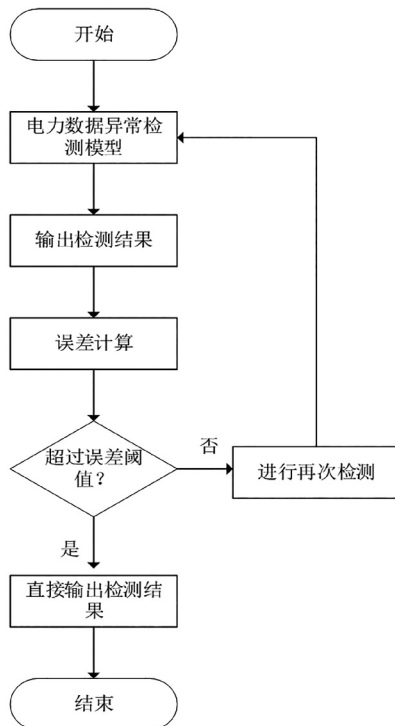 开始
电力数据异常检
测模型
输出检测结果
误差计算
超过误差阈
值？
否
进行再次检测
是
直接输出检测结
果
结束